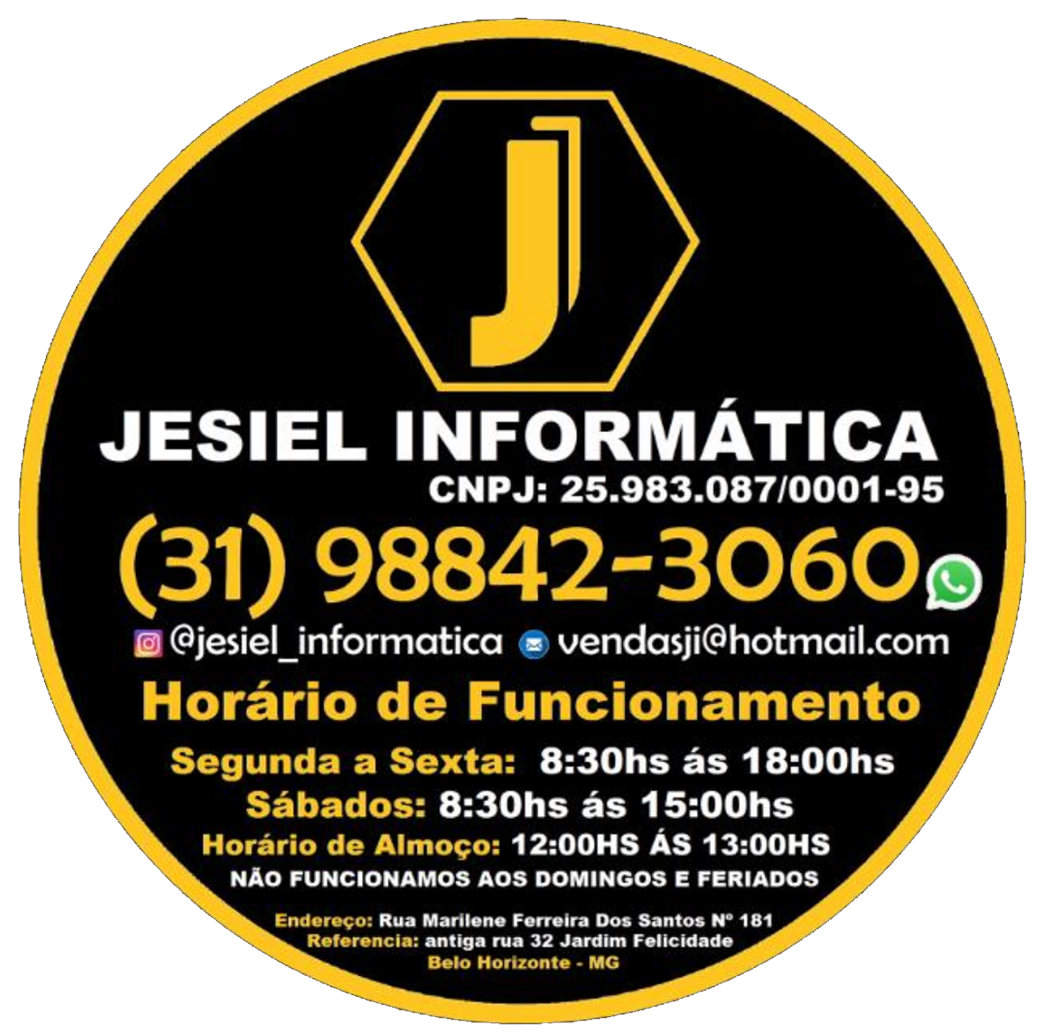 J
JESIEL INFORMÁTICA
CNPJ: 25.983.087/0001-95
(31) 98842-3060
@jesiel_informatica vendasji@hotmail.com
Horário de Funcionamento
Segunda a Sexta: 8:30hs ás 18:00hs
Sábados: 8:30hs ás 15:00hs
Horário de Almoço: 12:00HS ÁS 13:00HS
NÃO FUNCIONAMOS AOS DOMINGOS E FERIADOS
Endereço: Rua Marilene Ferreira Dos Santos Nº 181
Referencia: antiga rua 32 Jardim Felicidade
Belo Horizonte - MG